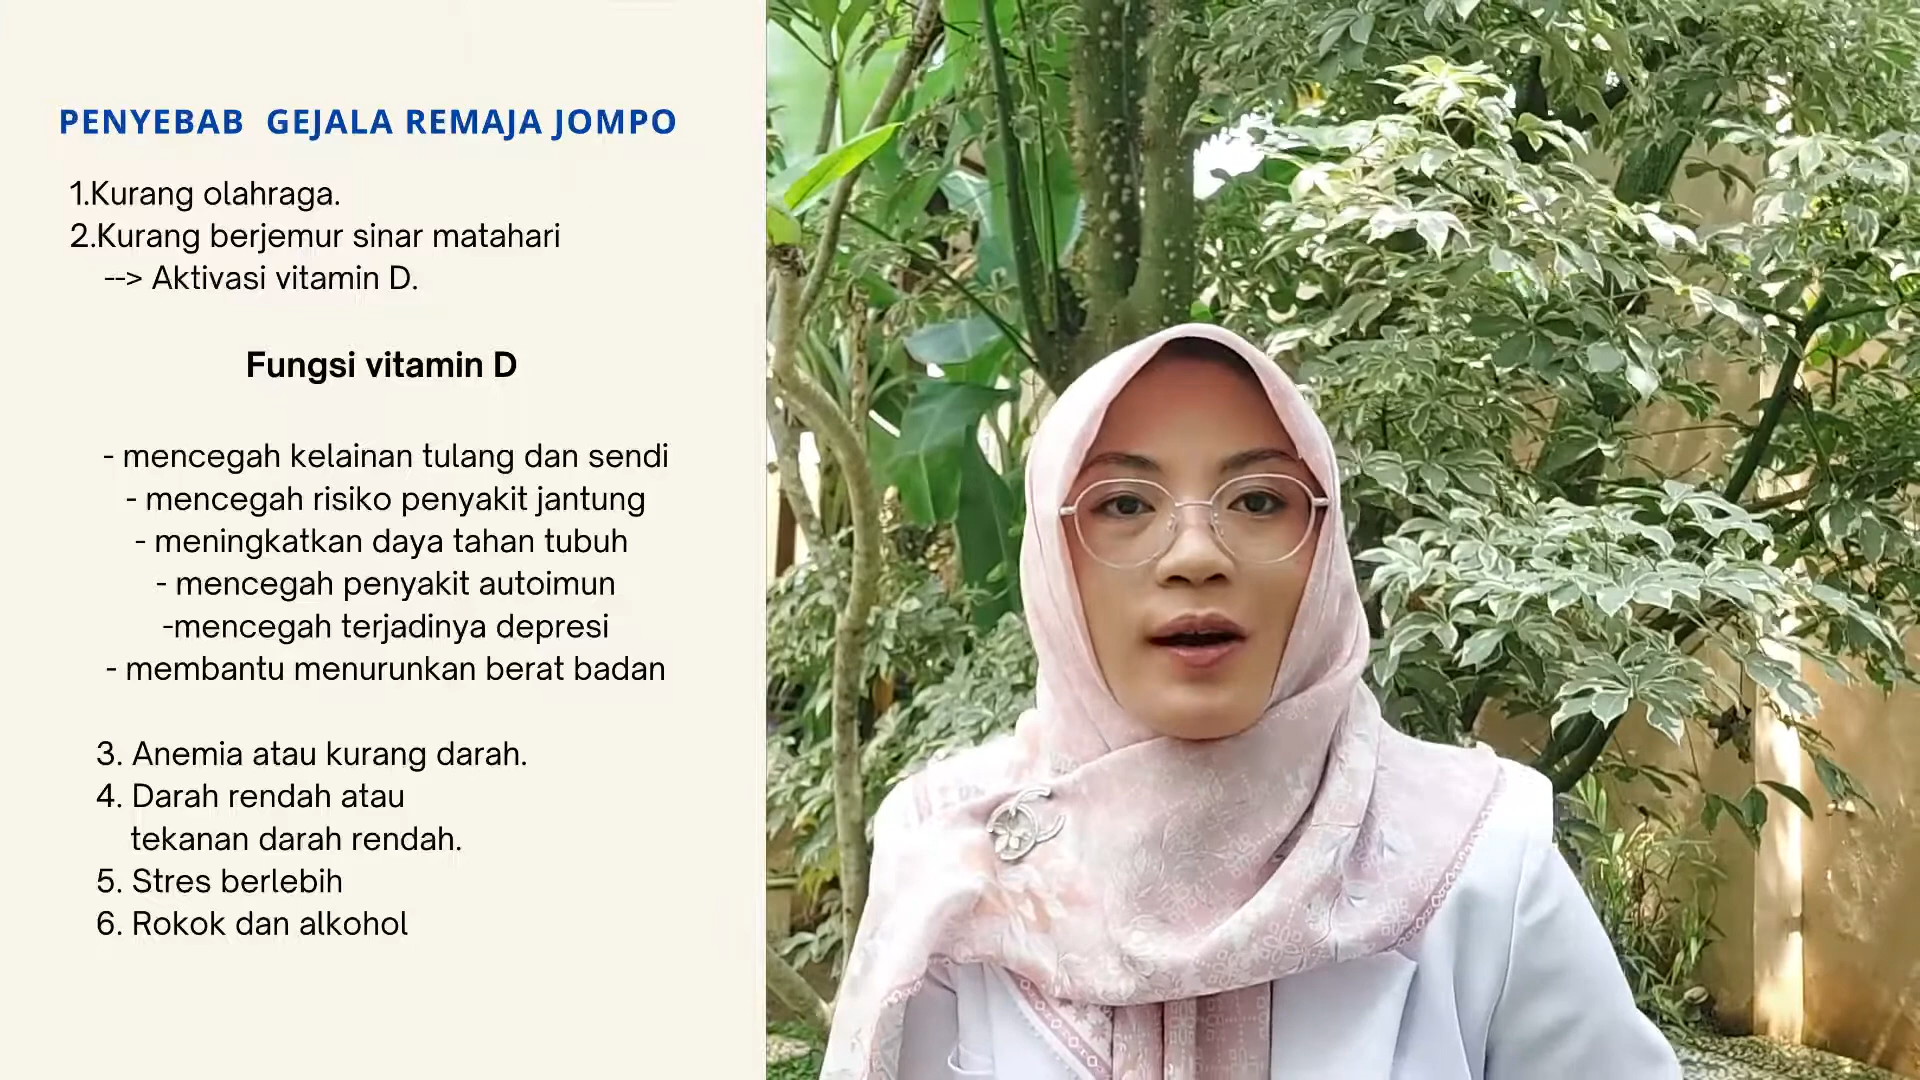 PENYEBAB GEJALA REMAJA JOMPO
1.Kurang olahraga.
2.Kurang berjemur sinar matahari
--> Aktivasi vitamin D.
Fungsi vitamin D
- mencegah kelainan tulang dan sendi
- mencegah risiko penyakit jantung
- meningkatkan daya tahan tubuh
- mencegah penyakit autoimun
-mencegah terjadinya depresi
- membantu menurunkan berat badan
3. Anemia atau kurang darah.
4. Darah rendah atau
tekanan darah rendah.
5. Stres berlebih
6. Rokok dan alkohol